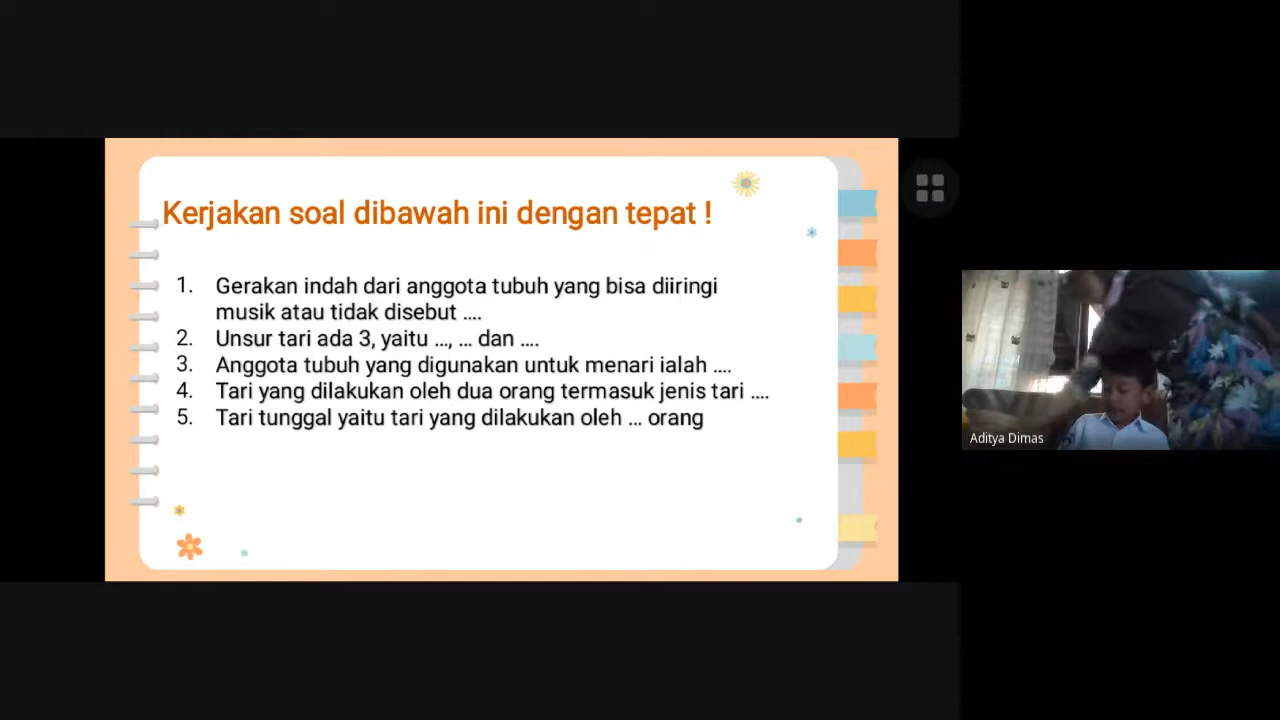 Kerjakan soal dibawah ini dengan tepat !
1. Gerakan indah dari anggota tubuh yang bisa diiringi
musik atau tidak disebut ....
2. Unsur tari ada 3, yaitu ..., ... dan ....
3. Anggota tubuh yang digunakan untuk menari ialah ....
4. Tari yang dilakukan oleh dua orang termasuk jenis tari ....
5. Tari tunggal yaitu tari yang dilakukan oleh ... orang
Aditya Dimas